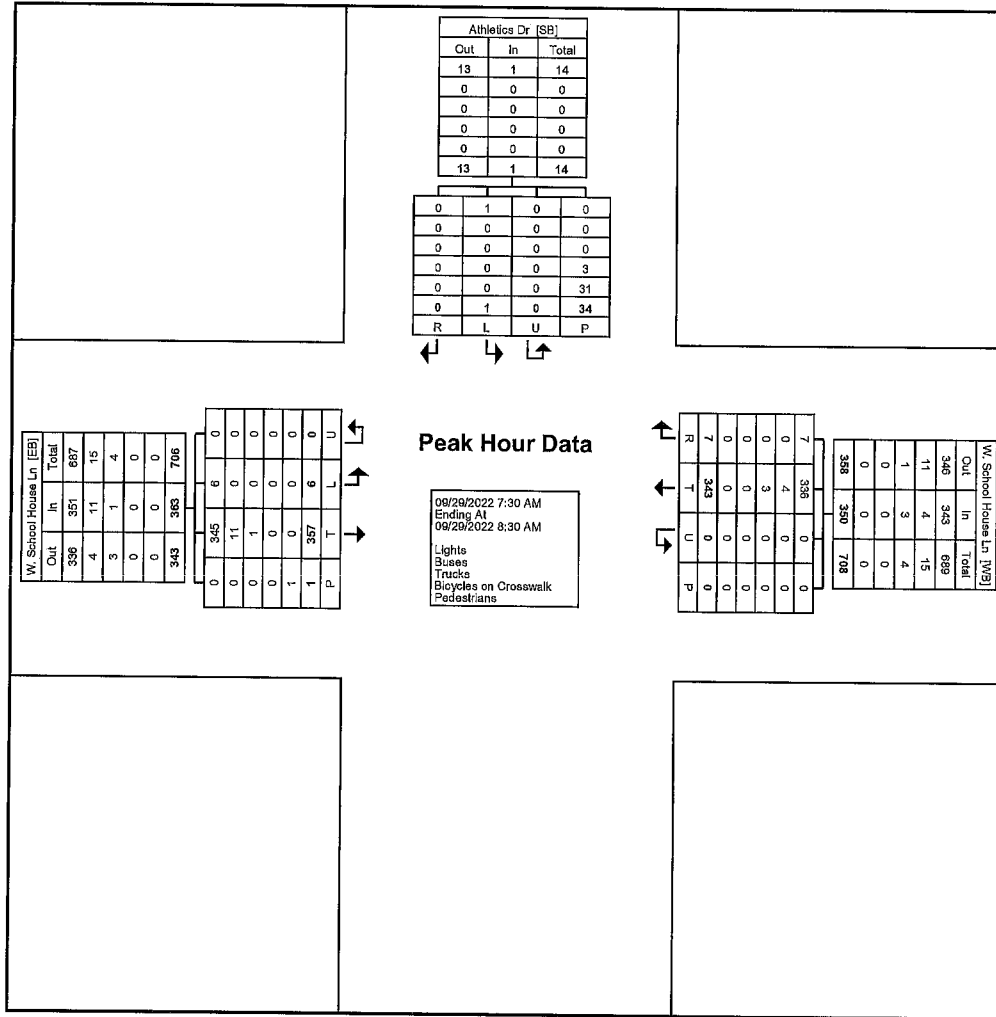 Athletics Dr [SB]
Out In Total
13 1 14
0 0 0
0 0 0
0 0 0
0 0 0
13 1 14
0 1 0 0
0 0 0 0
0 0 0 0
0 0 0 3
0 0 0 31
0 1 0 34
R L U P
W. School House Ln [EB]
Out In Total
336 351 687
4 11 15
3 1 4
0 0 0
0 0 0
343 363 706
0 345 6 0
0 11 0 0
0 1 0 0
0 0 0 0
1 0 0 0
1 357 6 0
P T L U
Peak Hour Data
09/29/2022 7:30 AM
Ending At
09/29/2022 8:30 AM
Lights
Buses
Trucks
Bicycles on Crosswalk
Pedestrians
W. School House Ln [WB]
Out In Total
346 343 689
11 4 15
1 3 4
0 0 0
0 0 0
358 350 708
7 336 0 0
0 4 0 0
0 3 0 0
0 0 0 0
0 0 0 0
7 343 0 0
R T U P